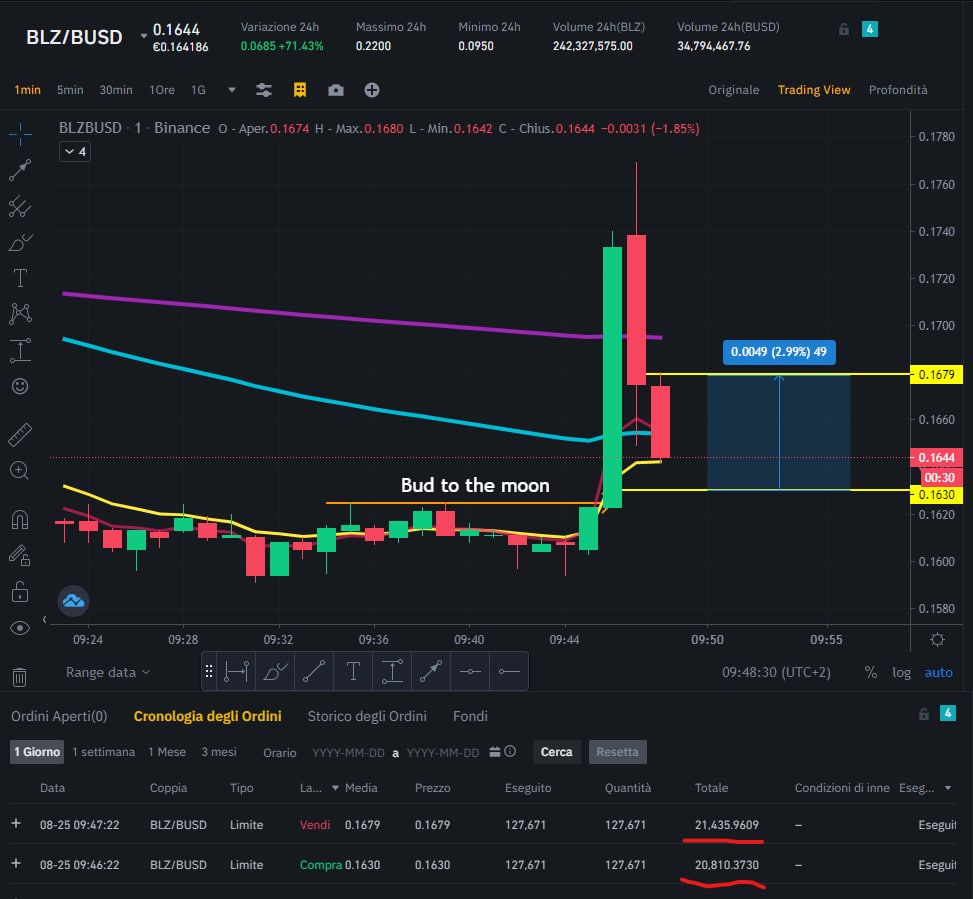 BLZ/BUSD
0.1644
€0.164186
Variazione 24h
0.0685 +71.43%
Massimo 24h
0.2200
Minimo 24h
0.0950
Volume 24h(BLZ)
242,327,575.00
Volume 24h(BUSD)
34,794,467.76
4
1min 5min 30min 1Ore 1G
Originale Trading View Profondità
BLZBUSD · 1 · Binance O - Aper.0.1674 H - Max.0.1680 L - Min.0.1642 C - Chius.0.1644 −0.0031 (−1.85%)
4
0.1780
0.1760
0.1740
0.1720
0.1700
0.0049 (2.99%) 49
0.1679
0.1660
0.1644
00:30
0.1630
Bud to the moon
0.1620
0.1600
0.1580
09:24 09:28 09:32 09:36 09:40 09:44 09:50 09:55
Range data
09:48:30 (UTC+2) % log auto
Ordini Aperti(0) Cronologia degli Ordini Storico degli Ordini Fondi
4
1 Giorno 1 settimana 1 Mese 3 mesi Orario YYYY-MM-DD a YYYY-MM-DD Cerca Resetta
Data Coppia Tipo La... Media Prezzo Eseguito Quantità Totale Condizioni di inne Eseg...
+ 08-25 09:47:22 BLZ/BUSD Limite Vendi 0.1679 0.1679 127,671 127,671 21,435.9609 – Eseguit
+ 08-25 09:46:22 BLZ/BUSD Limite Compra 0.1630 0.1630 127,671 127,671 20,810.3730 – Eseguit